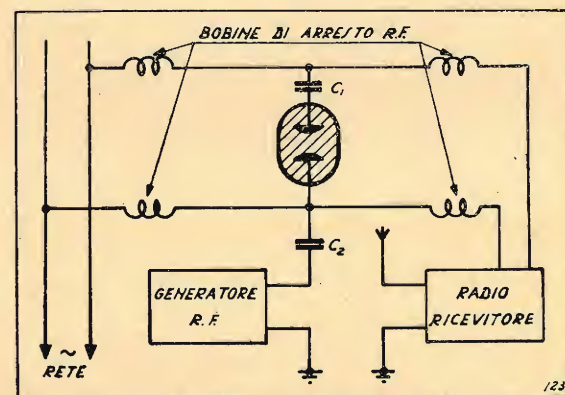 BOBINE DI ARRESTO R.F.
C₁
C₂
GENERATORE
R.F.
RADIO
RICEVITORE
~
RETE
123